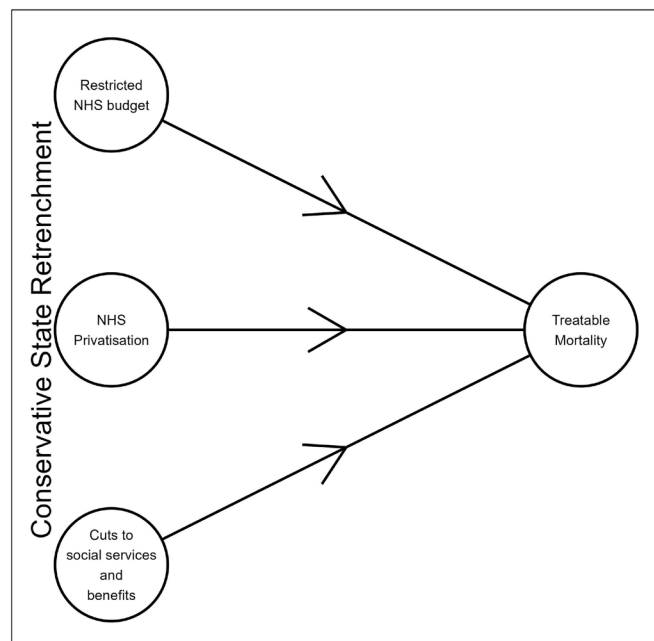 Conservative State Retrenchment
Restricted
NHS budget
NHS
Privatisation
Cuts to
social services
and
benefits
Treatable
Mortality